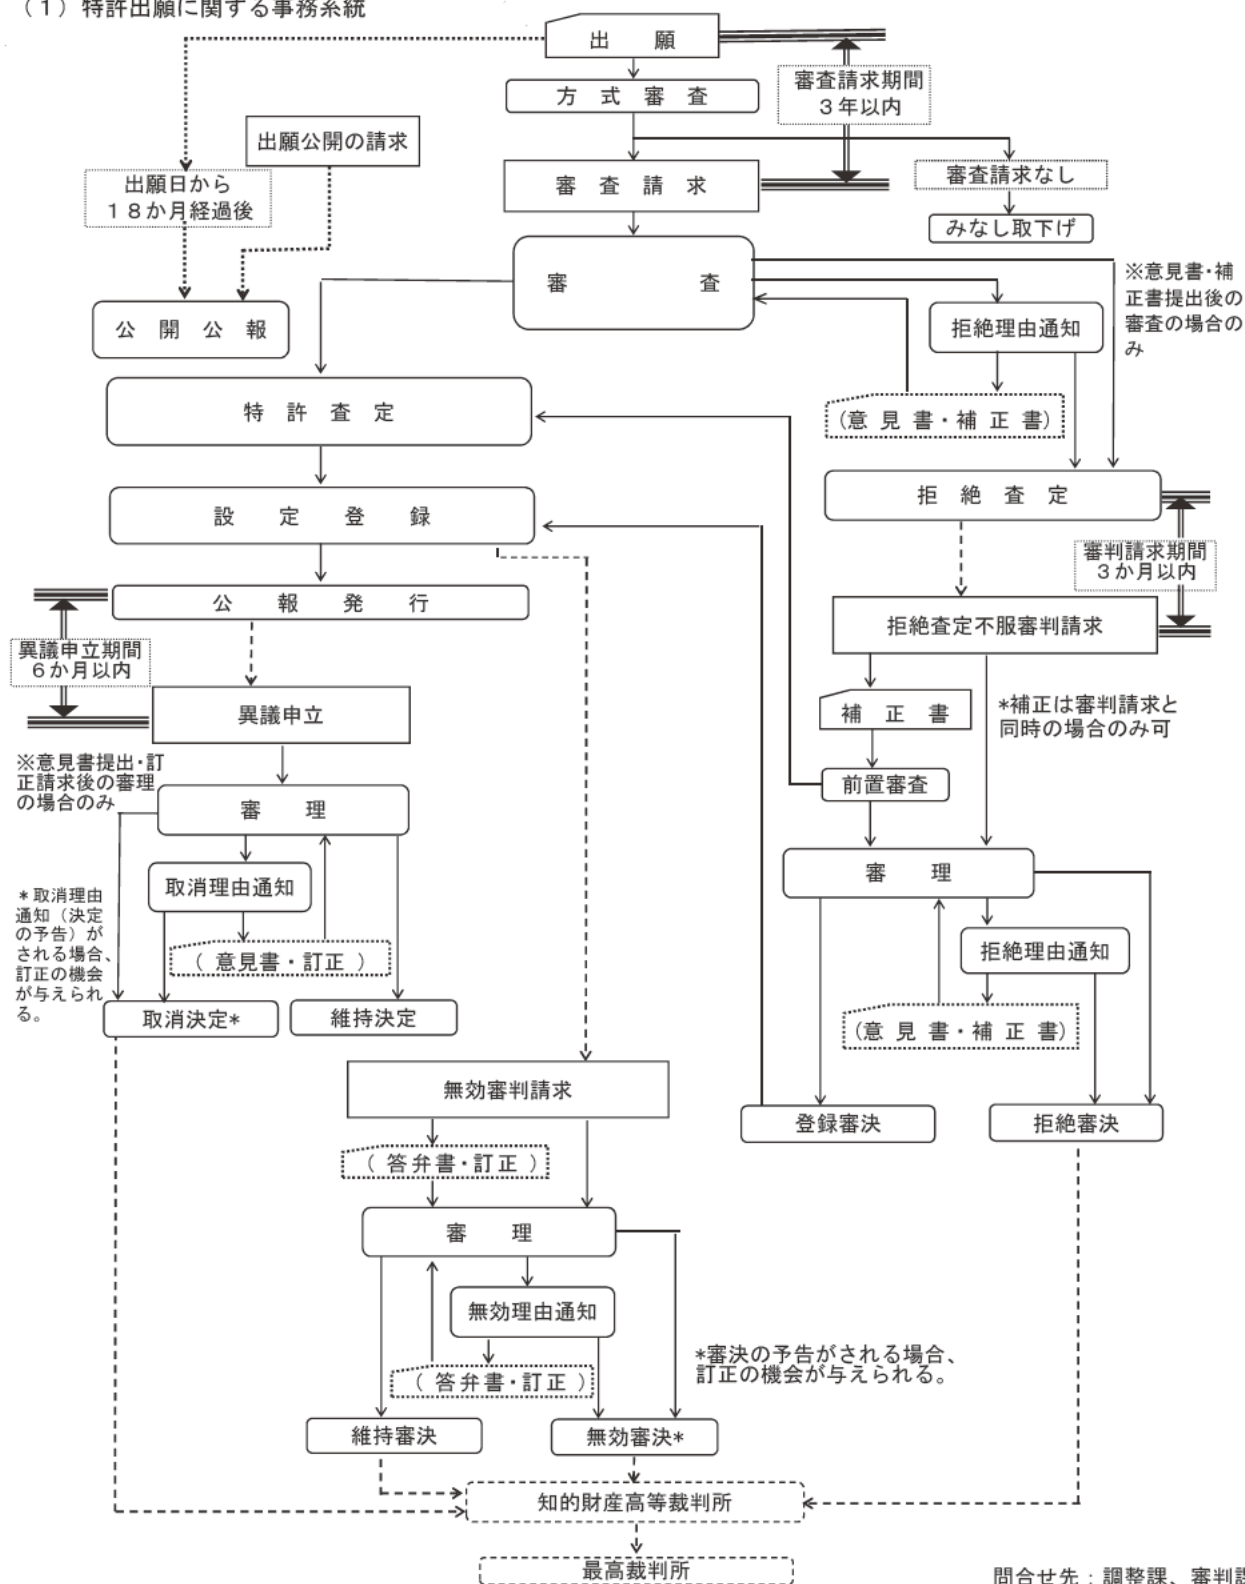 （１）特許出願に関する事務系統
出　願
方　式　審　査
審査請求期間
３年以内
出願公開の請求
出願日から
１８か月経過後
審　査　請　求
審査請求なし
みなし取下げ
審　査
公　開　公　報
拒絶理由通知
※意見書・補
正書提出後の
審査の場合の
み
特　許　査　定
(意　見　書・補　正　書)
設　定　登　録
拒　絶　査　定
審判請求期間
３か月以内
公　報　発　行
拒絶査定不服審判請求
異議申立期間
６か月以内
異議申立
補　正　書
*補正は審判請求と
同時の場合のみ可
※意見書提出・訂
正請求後の審理
の場合のみ
前置審査
審　理
審　理
取消理由通知
*取消理由
通知（決定
の予告）が
される場合、
訂正の機会
が与えられ
る。
拒絶理由通知
（ 意見書・訂正 ）
取消決定*
維持決定
(意　見　書・補　正　書)
無効審判請求
登録審決
拒絶審決
（ 答弁書・訂正 ）
審　理
無効理由通知
*審決の予告がされる場合、
訂正の機会が与えられる。
（ 答弁書・訂正 ）
維持審決
無効審決*
知的財産高等裁判所
最高裁判所
問合せ先：調整課、審判課